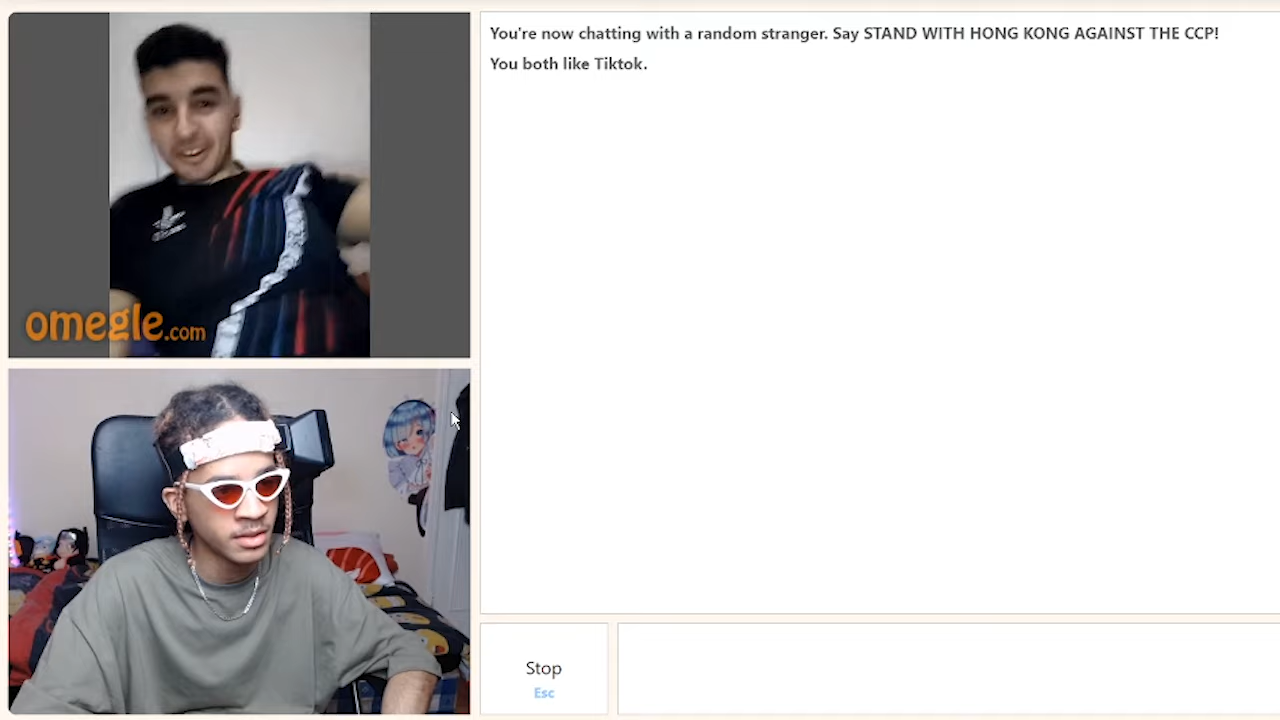 You're now chatting with a random stranger. Say STAND WITH HONG KONG AGAINST THE CCP!
You both like Tiktok.
omegle.com
Stop
Esc